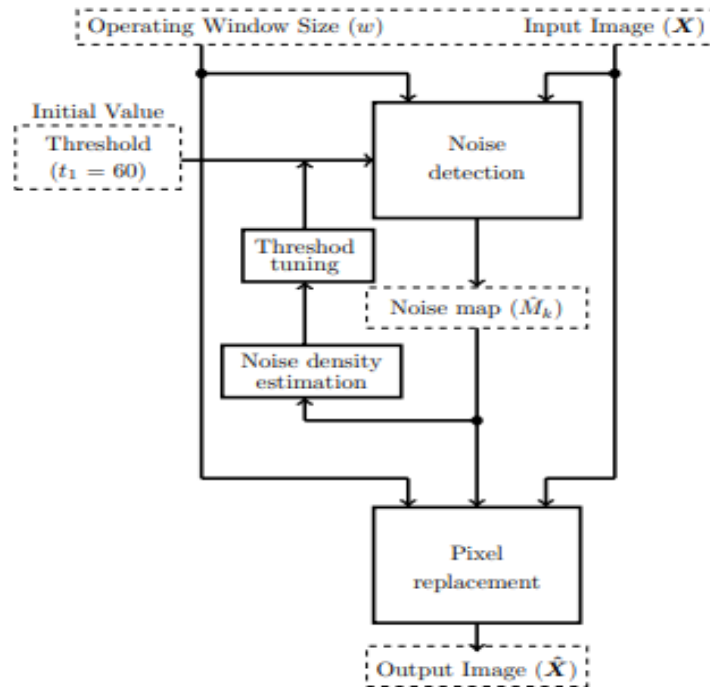 Operating Window Size (w) Input Image (X)
Initial Value
Threshold
(t₁ = 60)
Noise
detection
Threshod
tuning
Noise map (M̂ₖ)
Noise density
estimation
Pixel
replacement
Output Image (X̂)